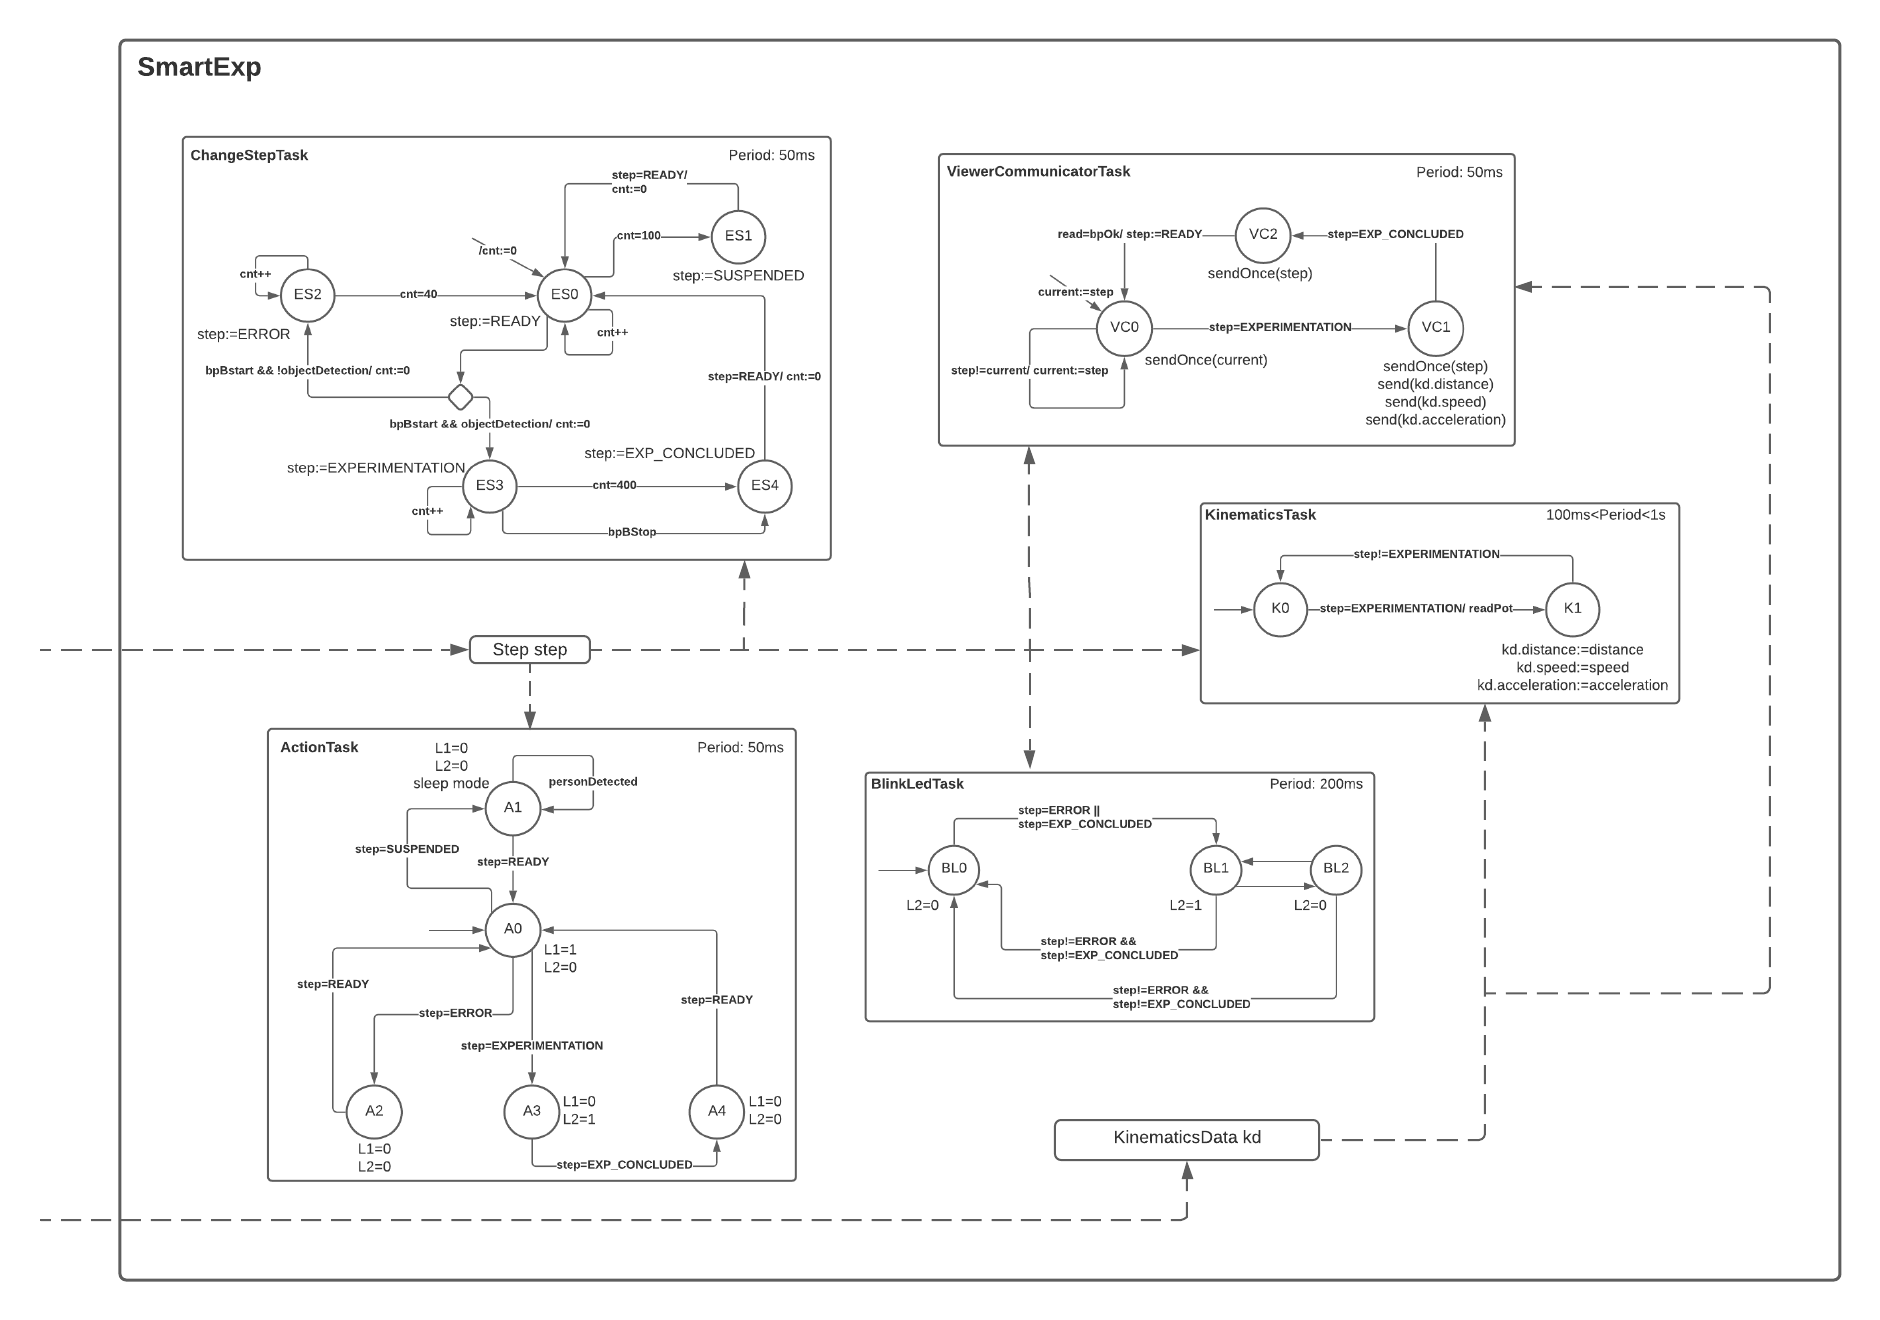 SmartExp
ChangeStepTask
Period: 50ms
step=READY/
cnt:=0
/cnt:=0
cnt=100
ES1
step:=SUSPENDED
cnt++
ES2
cnt=40
ES0
step:=ERROR
step:=READY
cnt++
bpBstart && !objectDetection/ cnt:=0
step=READY/ cnt:=0
bpBstart && objectDetection/ cnt:=0
step:=EXP_CONCLUDED
step:=EXPERIMENTATION
ES3
cnt=400
ES4
cnt++
bpBStop
ViewerCommunicatorTask
Period: 50ms
read=bpOk/ step:=READY
VC2
step=EXP_CONCLUDED
sendOnce(step)
current:=step
VC0
step=EXPERIMENTATION
VC1
sendOnce(current)
step!=current/ current:=step
sendOnce(step)
send(kd.distance)
send(kd.speed)
send(kd.acceleration)
KinematicsTask
100ms<Period<1s
step!=EXPERIMENTATION
K0
step=EXPERIMENTATION/ readPot
K1
kd.distance:=distance
kd.speed:=speed
kd.acceleration:=acceleration
Step step
ActionTask
Period: 50ms
L1=0
L2=0
sleep mode
personDetected
A1
step=SUSPENDED
step=READY
A0
L1=1
L2=0
step=READY
step=READY
step=ERROR
step=EXPERIMENTATION
A2
L1=0
L2=0
A3
L1=0
L2=1
A4
L1=0
L2=0
step=EXP_CONCLUDED
BlinkLedTask
Period: 200ms
step=ERROR ||
step=EXP_CONCLUDED
BL0
BL1
BL2
L2=0
L2=1
L2=0
step!=ERROR &&
step!=EXP_CONCLUDED
step!=ERROR &&
step!=EXP_CONCLUDED
KinematicsData kd